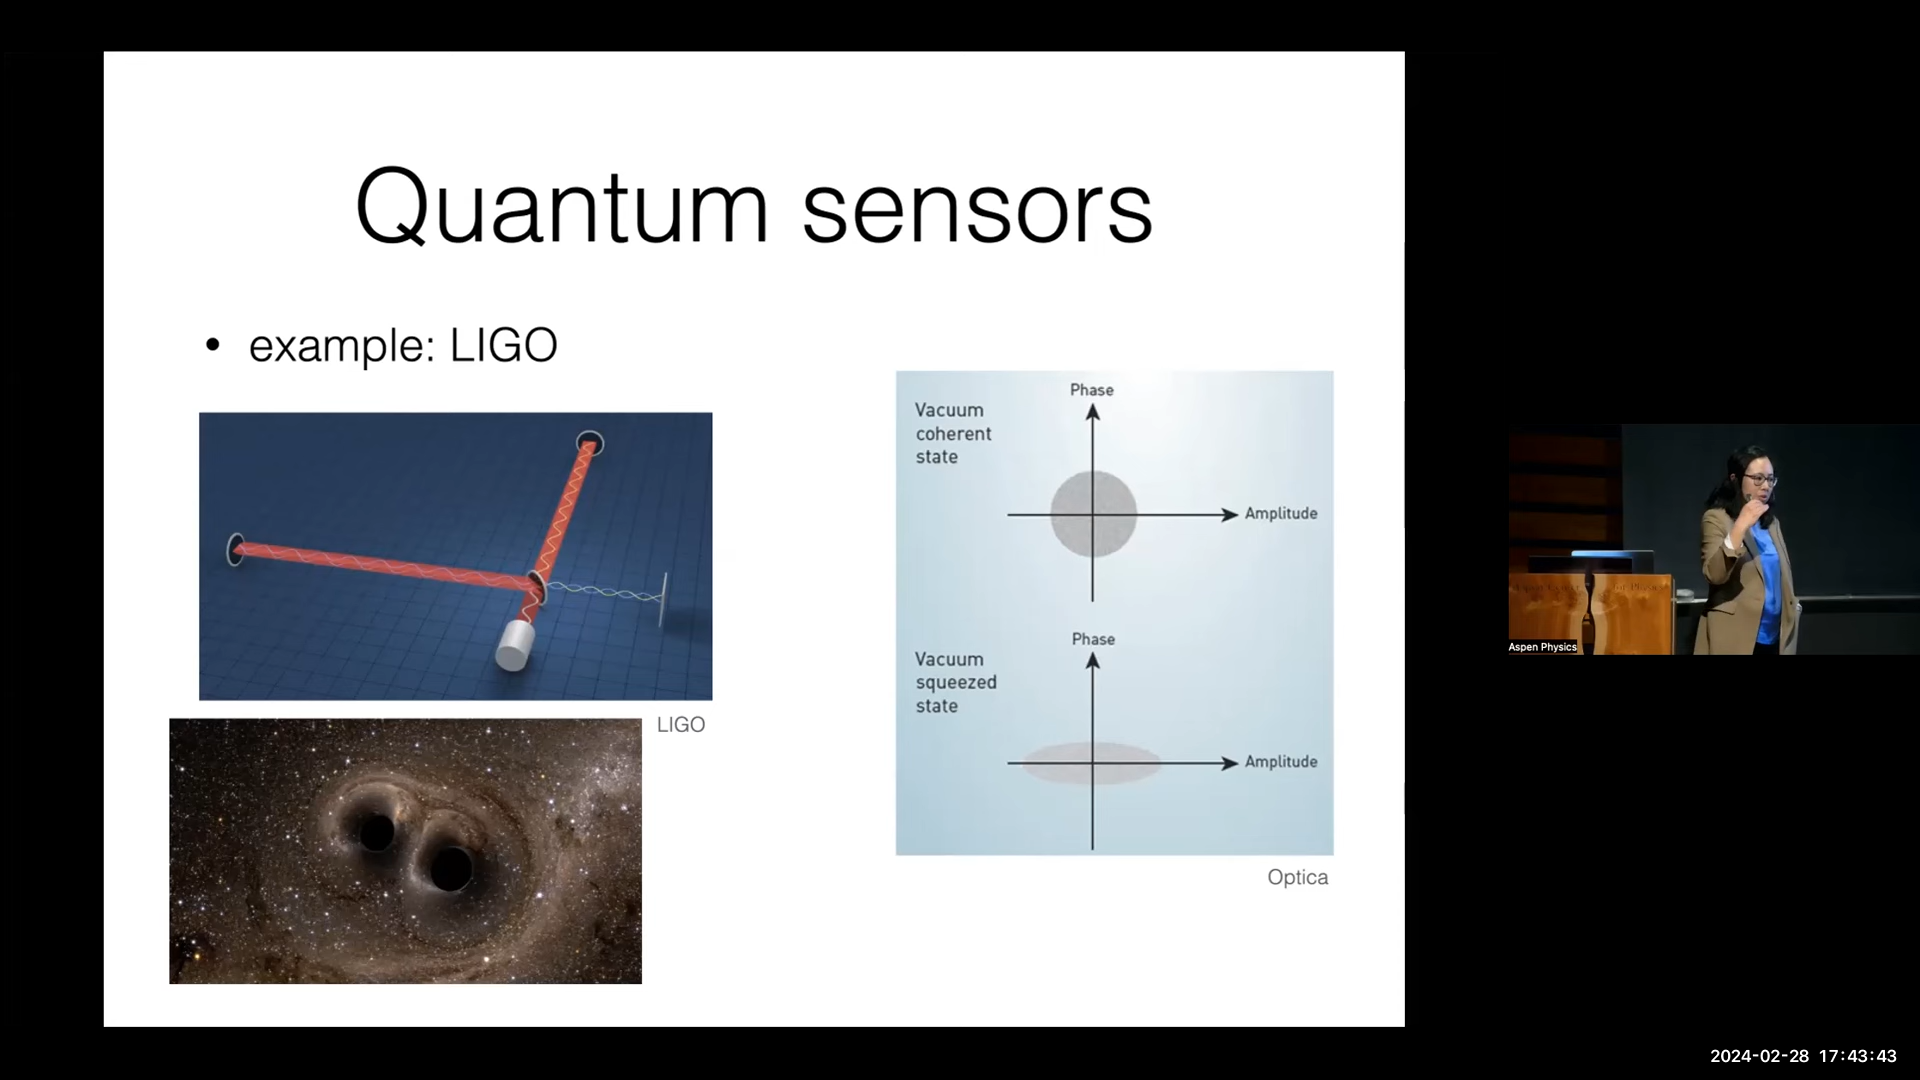 Quantum sensors
• example: LIGO
LIGO
Phase
Vacuum
coherent
state
Amplitude
Phase
Vacuum
squeezed
state
Amplitude
Optica
Aspen Physics
2024-02-28 17:43:43